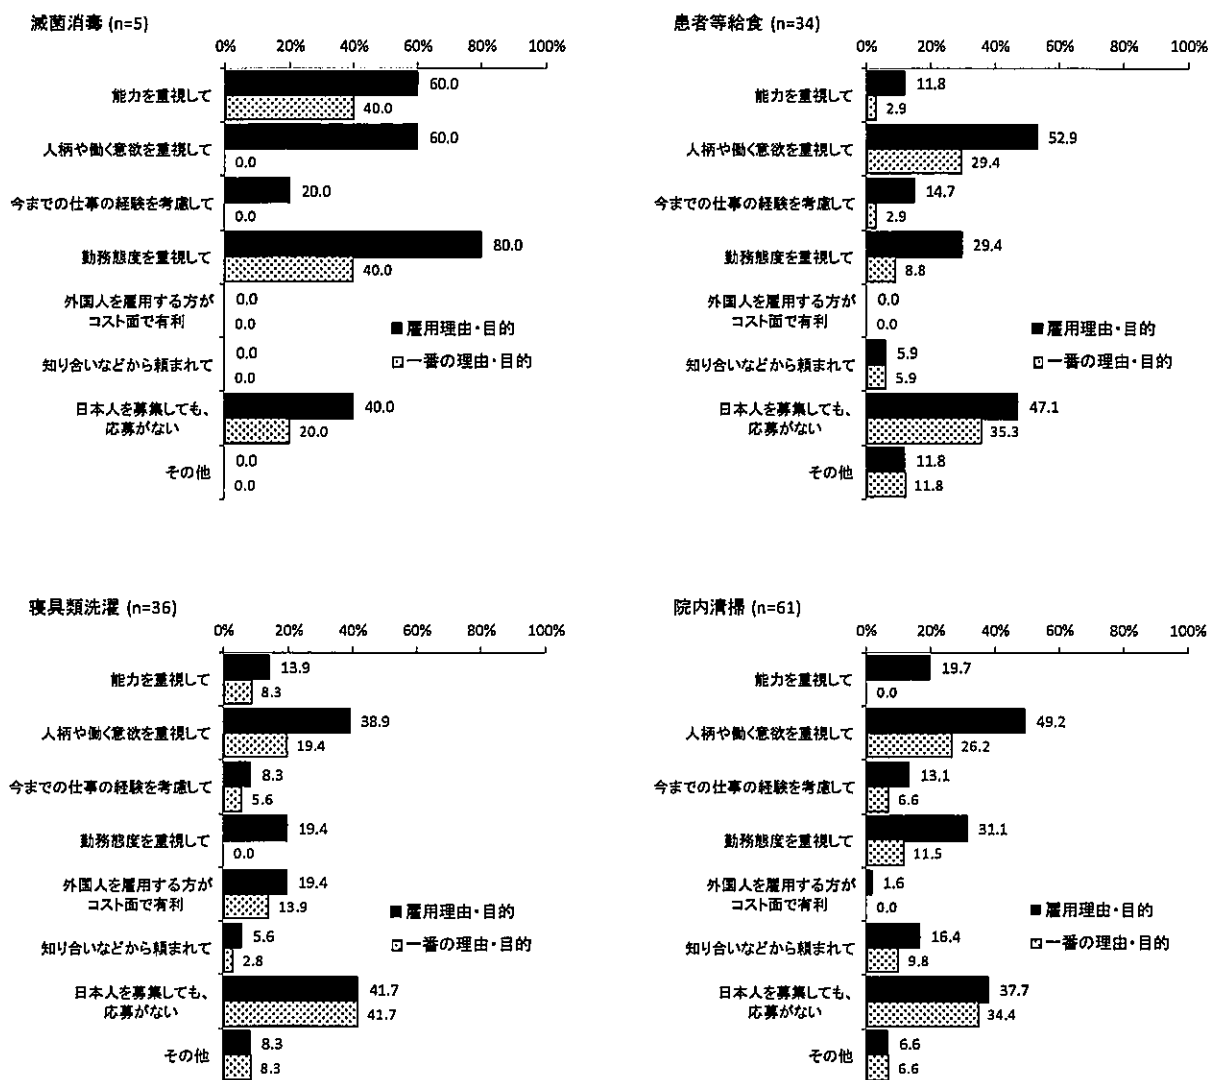 滅菌消毒 (n=5)
0% 20% 40% 60% 80% 100%
能力を重視して
60.0
40.0
人柄や働く意欲を重視して
60.0
0.0
今までの仕事の経験を考慮して
20.0
0.0
勤務態度を重視して
80.0
40.0
外国人を雇用する方が
コスト面で有利
0.0
0.0
知り合いなどから頼まれて
0.0
0.0
日本人を募集しても、
応募がない
40.0
20.0
その他
0.0
0.0
■雇用理由・目的
□一番の理由・目的
患者等給食 (n=34)
0% 20% 40% 60% 80% 100%
能力を重視して
11.8
2.9
人柄や働く意欲を重視して
52.9
29.4
今までの仕事の経験を考慮して
14.7
2.9
勤務態度を重視して
29.4
8.8
外国人を雇用する方が
コスト面で有利
0.0
0.0
知り合いなどから頼まれて
5.9
5.9
日本人を募集しても、
応募がない
47.1
35.3
その他
11.8
11.8
■雇用理由・目的
□一番の理由・目的
寝具類洗濯 (n=36)
0% 20% 40% 60% 80% 100%
能力を重視して
13.9
8.3
人柄や働く意欲を重視して
38.9
19.4
今までの仕事の経験を考慮して
8.3
5.6
勤務態度を重視して
19.4
0.0
外国人を雇用する方が
コスト面で有利
19.4
13.9
知り合いなどから頼まれて
5.6
2.8
日本人を募集しても、
応募がない
41.7
41.7
その他
8.3
8.3
■雇用理由・目的
□一番の理由・目的
院内清掃 (n=61)
0% 20% 40% 60% 80% 100%
能力を重視して
19.7
0.0
人柄や働く意欲を重視して
49.2
26.2
今までの仕事の経験を考慮して
13.1
6.6
勤務態度を重視して
31.1
11.5
外国人を雇用する方が
コスト面で有利
1.6
0.0
知り合いなどから頼まれて
16.4
9.8
日本人を募集しても、
応募がない
37.7
34.4
その他
6.6
6.6
■雇用理由・目的
□一番の理由・目的